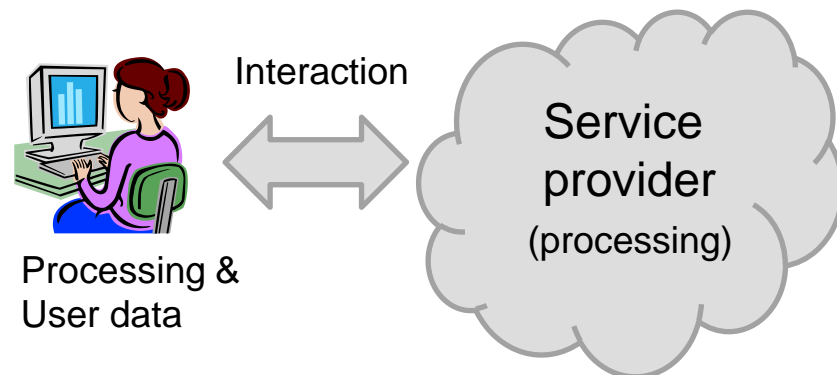 Interaction
Service
provider
(processing)
Processing &
User data